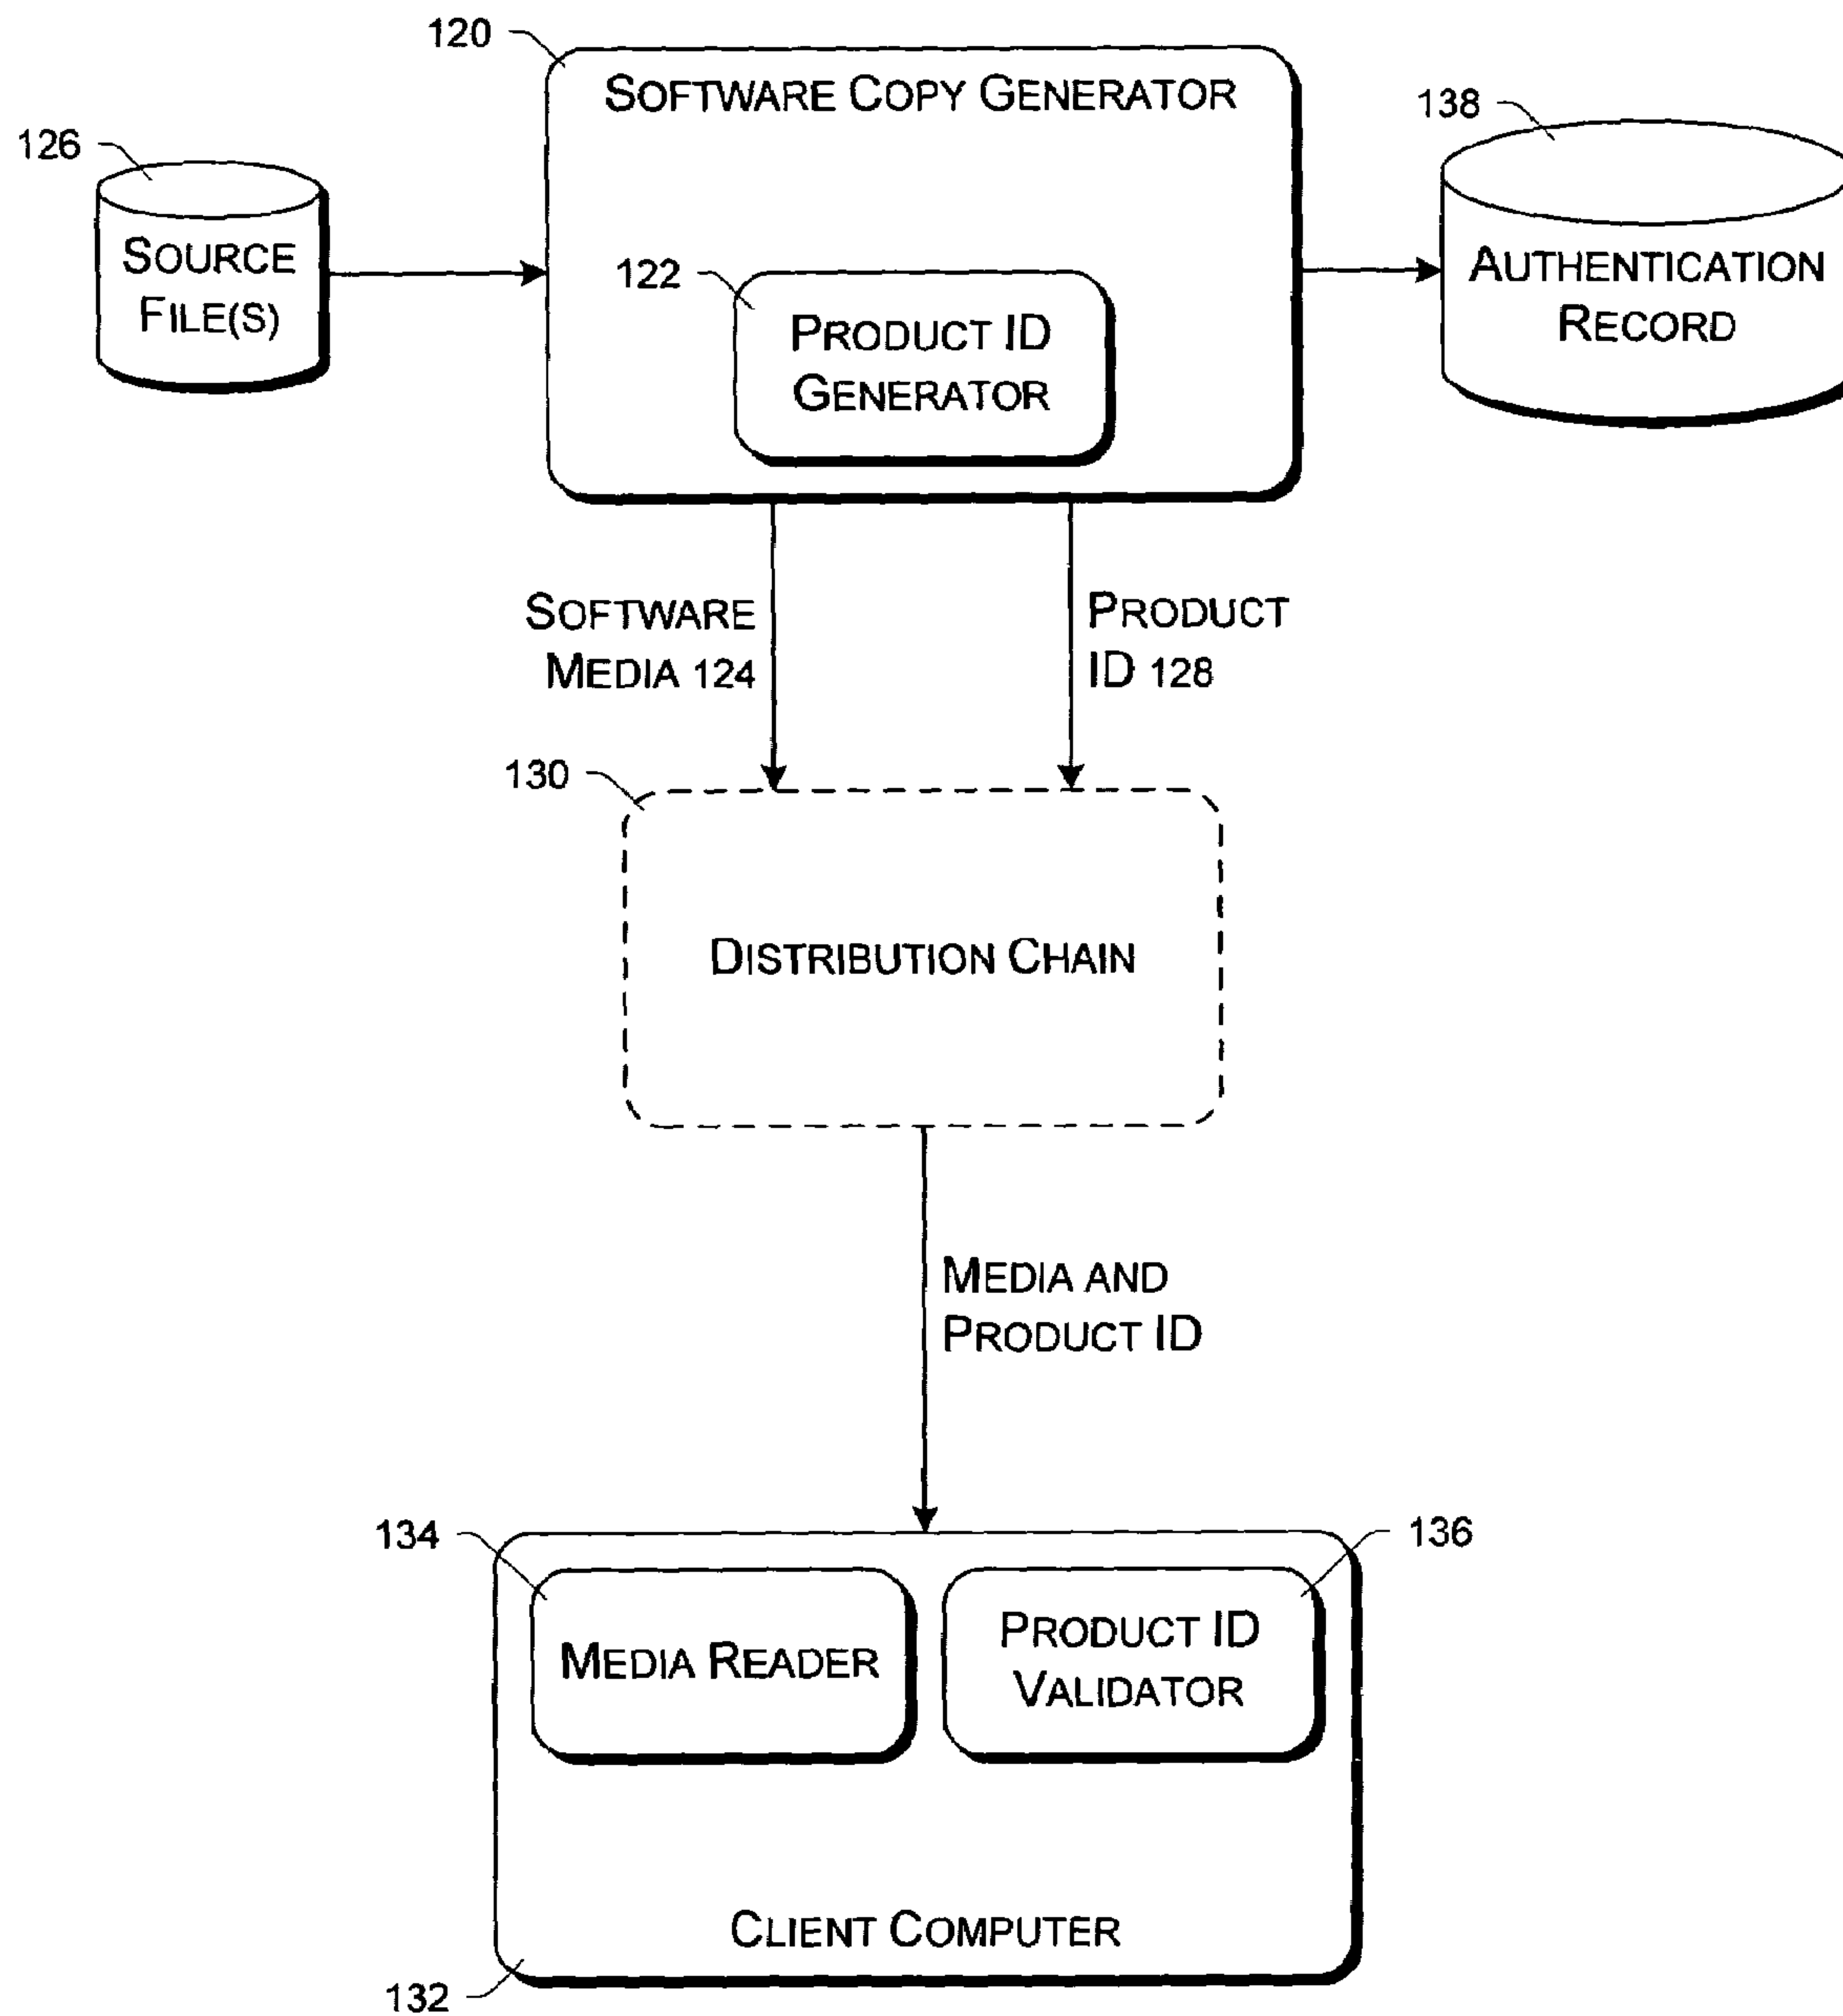 120
SOFTWARE COPY GENERATOR
138
126
SOURCE
FILE(S)
122
PRODUCT ID
GENERATOR
AUTHENTICATION
RECORD
SOFTWARE
MEDIA 124
PRODUCT
ID 128
130
DISTRIBUTION CHAIN
MEDIA AND
PRODUCT ID
134
136
MEDIA READER
PRODUCT ID
VALIDATOR
CLIENT COMPUTER
132